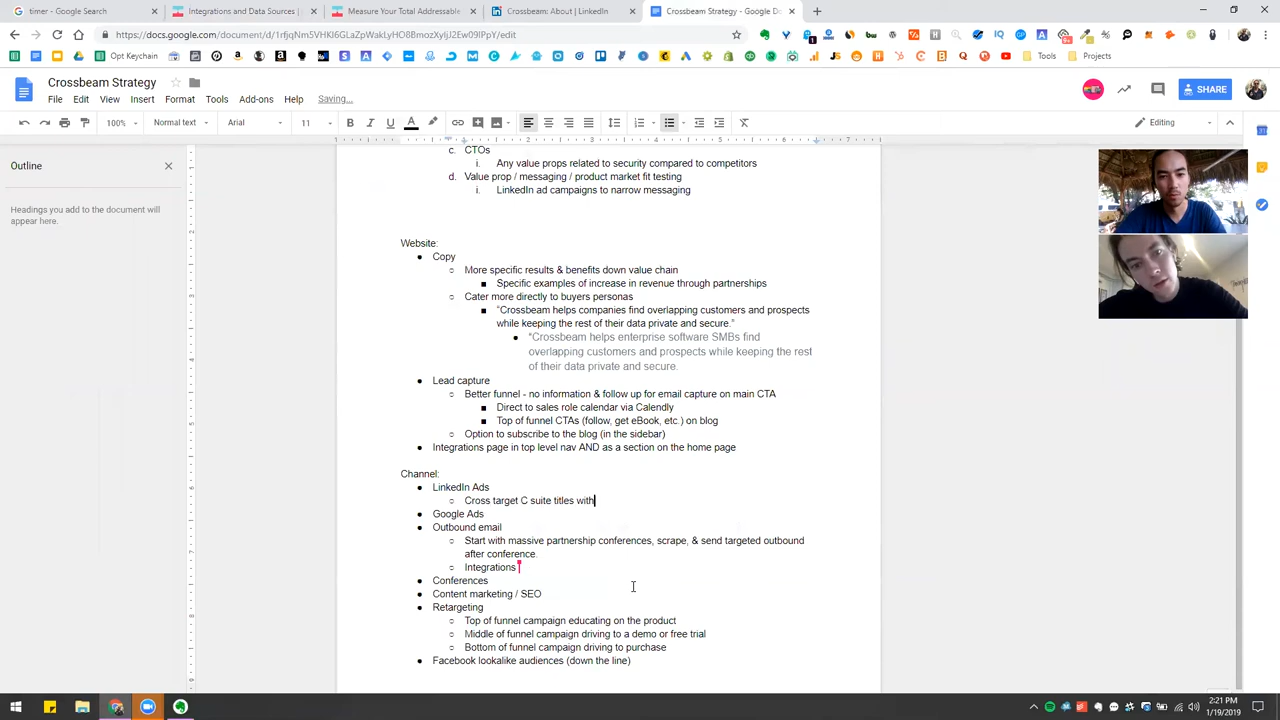 timer - Google Search
Integrations and Data Sources |
Measure Your Total Addressable
Crossbeam: About | LinkedIn
Crossbeam Strategy - Google Do
https://docs.google.com/document/d/1rfjqNm5VHKI6GLaZpWakLyHO8BmozXyljJ2Ew09IPpY/edit
Opt Keychain
Tools
Projects
Crossbeam Strategy
File Edit View Insert Format Tools Add-ons Help Saving...
SHARE
100% Normal text Arial 11
Editing
Outline
Headings you add to the document will
appear here.
c. CTOs
i. Any value props related to security compared to competitors
d. Value prop / messaging / product market fit testing
i. LinkedIn ad campaigns to narrow messaging
Website:
● Copy
○ More specific results & benefits down value chain
■ Specific examples of increase in revenue through partnerships
○ Cater more directly to buyers personas
■ “Crossbeam helps companies find overlapping customers and prospects
while keeping the rest of their data private and secure.”
● “Crossbeam helps enterprise software SMBs find
overlapping customers and prospects while keeping the rest
of their data private and secure.
● Lead capture
○ Better funnel - no information & follow up for email capture on main CTA
■ Direct to sales role calendar via Calendly
■ Top of funnel CTAs (follow, get eBook, etc.) on blog
○ Option to subscribe to the blog (in the sidebar)
● Integrations page in top level nav AND as a section on the home page
Channel:
● LinkedIn Ads
○ Cross target C suite titles with
● Google Ads
● Outbound email
○ Start with massive partnership conferences, scrape, & send targeted outbound
after conference.
○ Integrations
● Conferences
● Content marketing / SEO
● Retargeting
○ Top of funnel campaign educating on the product
○ Middle of funnel campaign driving to a demo or free trial
○ Bottom of funnel campaign driving to purchase
● Facebook lookalike audiences (down the line)
2:21 PM
1/19/2019